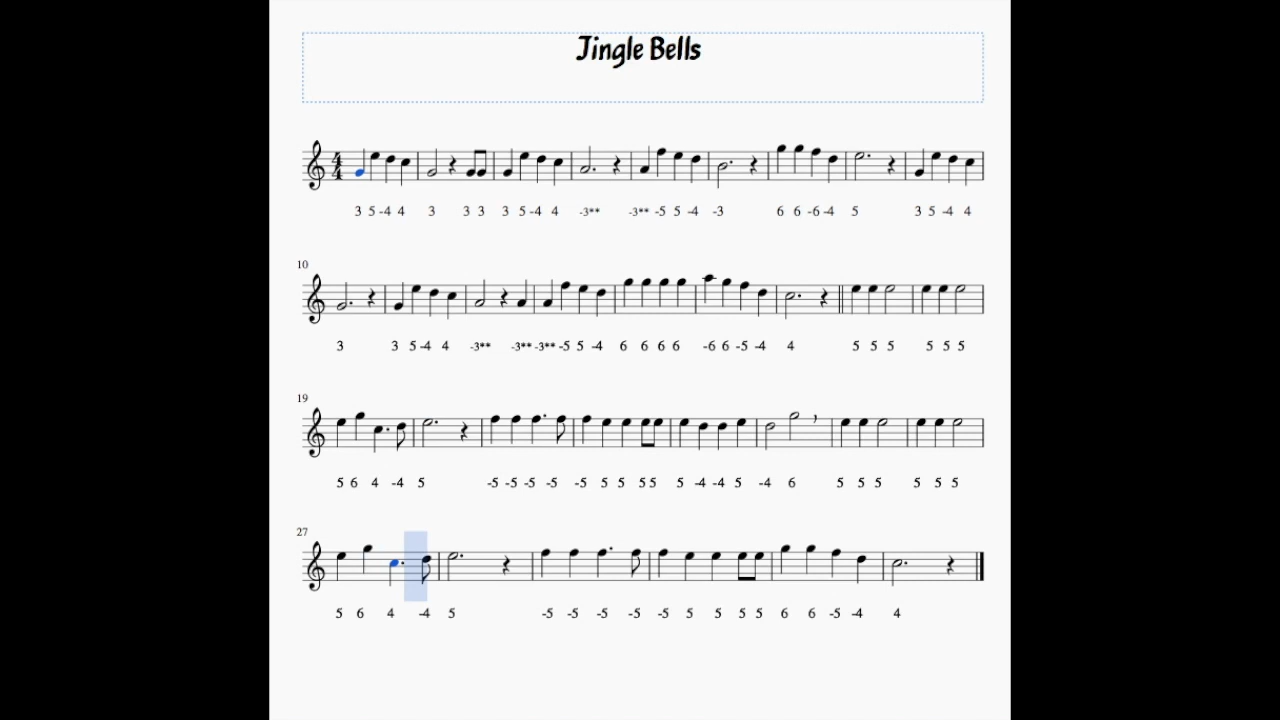 Jingle Bells
4
4
3 5 -4 4 3 3 3 3 5 -4 4 -3** -3** -5 5 -4 -3 6 6 -6 -4 5 3 5 -4 4
10
3 3 5 -4 4 -3** -3** -3** -5 5 -4 6 6 6 6 -6 6 -5 -4 4 5 5 5 5 5 5
19
5 6 4 -4 5 -5 -5 -5 -5 -5 5 5 5 5 5 -4 -4 5 -4 6 5 5 5 5 5 5
27
5 6 4 -4 5 -5 -5 -5 -5 -5 5 5 5 5 6 6 -5 -4 4